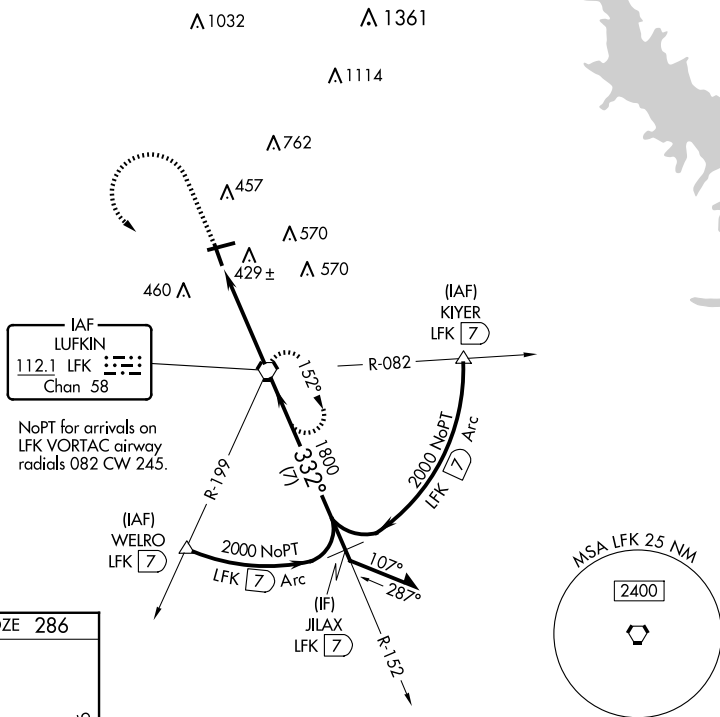 1032
1361
1114
762
457
570
429 ±
570
460
(IAF)
KIYER
LFK 7
IAF
LUFKIN
112.1 LFK
Chan 58
R-082
152°
NoPT for arrivals on
LFK VORTAC airway
radials 082 CW 245.
1800
332°
(7)
2000 NoPT
LFK 7 Arc
R-199
(IAF)
WELRO
LFK 7
2000 NoPT
LFK 7 Arc
107°
287°
(IF)
JILAX
LFK 7
R-152
MSA LFK 25 NM
2400
DZE 286